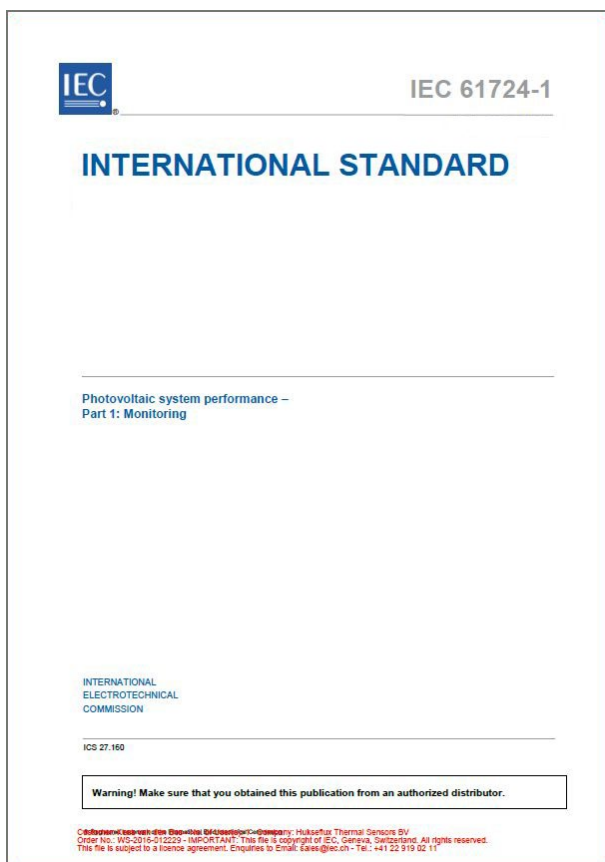 IEC
®
IEC 61724-1
INTERNATIONAL STANDARD
Photovoltaic system performance –
Part 1: Monitoring
INTERNATIONAL
ELECTROTECHNICAL
COMMISSION
ICS 27.160
Warning! Make sure that you obtained this publication from an authorized distributor.
Hukseflux Thermal Sensors BV
Order No.: WS-2016-012229 - IMPORTANT: This file is copyright of IEC, Geneva, Switzerland. All rights reserved.
This file is subject to a licence agreement. Enquiries to Email: sales@iec.ch - Tel.: +41 22 919 02 11